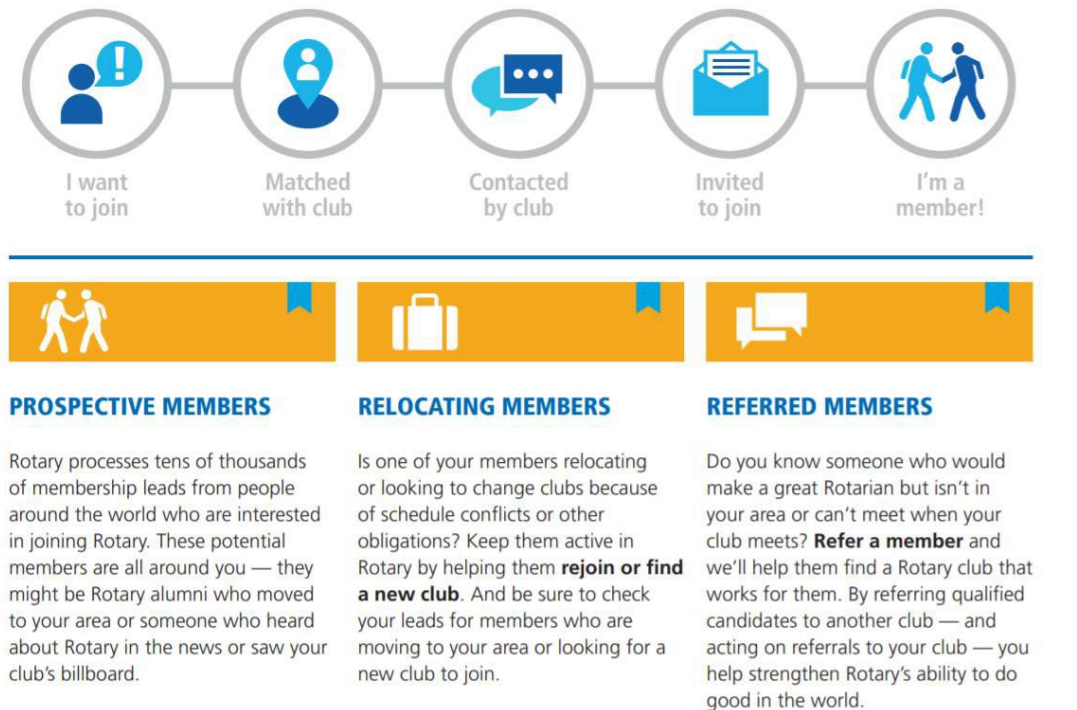 I want
to join
Matched
with club
Contacted
by club
Invited
to join
I'm a
member!
PROSPECTIVE MEMBERS
Rotary processes tens of thousands
of membership leads from people
around the world who are interested
in joining Rotary. These potential
members are all around you — they
might be Rotary alumni who moved
to your area or someone who heard
about Rotary in the news or saw your
club's billboard.
RELOCATING MEMBERS
Is one of your members relocating
or looking to change clubs because
of schedule conflicts or other
obligations? Keep them active in
Rotary by helping them rejoin or find
a new club. And be sure to check
your leads for members who are
moving to your area or looking for a
new club to join.
REFERRED MEMBERS
Do you know someone who would
make a great Rotarian but isn't in
your area or can't meet when your
club meets? Refer a member and
we'll help them find a Rotary club that
works for them. By referring qualified
candidates to another club — and
acting on referrals to your club — you
help strengthen Rotary's ability to do
good in the world.